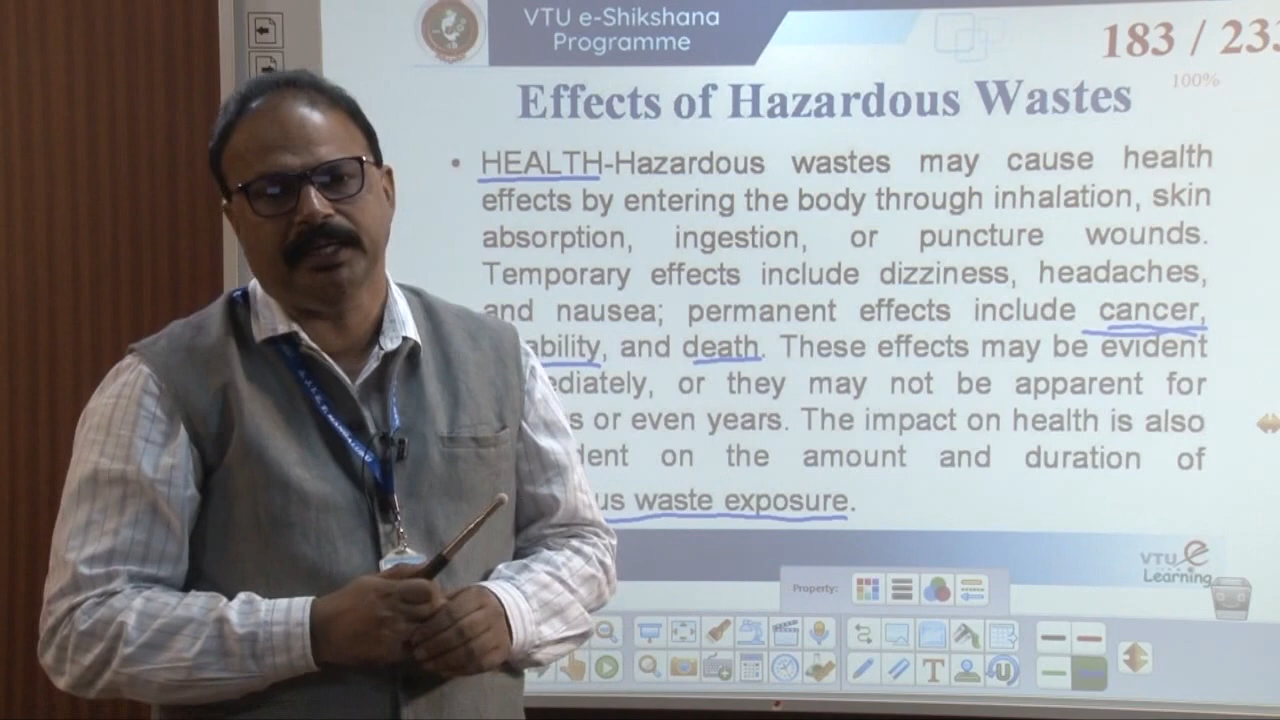 VTU e-Shikshana
Programme
183 / 233
100%
Effects of Hazardous Wastes
• HEALTH-Hazardous wastes may cause health
effects by entering the body through inhalation, skin
absorption, ingestion, or puncture wounds.
Temporary effects include dizziness, headaches,
and nausea; permanent effects include cancer,
ability, and death. These effects may be evident
ediately, or they may not be apparent for
s or even years. The impact on health is also
dent on the amount and duration of
us waste exposure.
VTU e
Learning
Property:
T